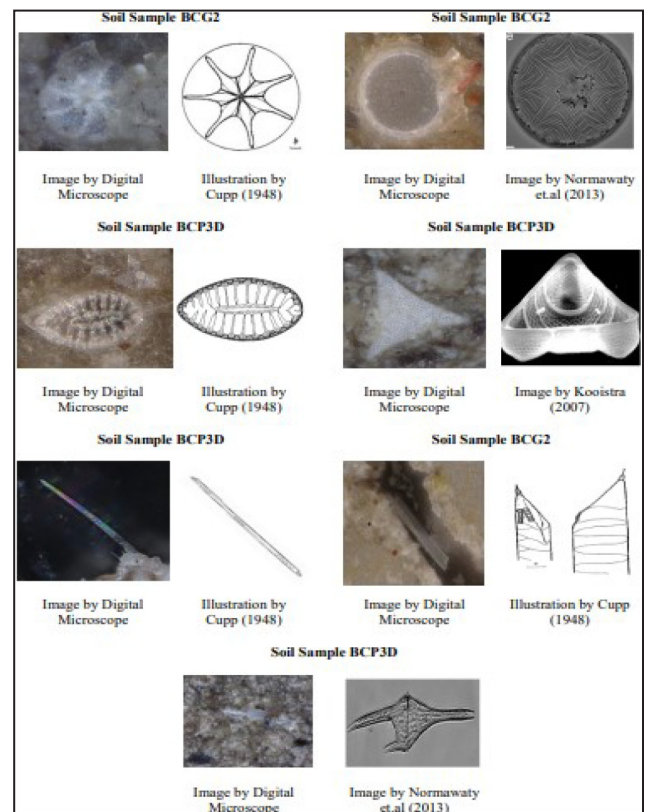 Soil Sample BCG2
Soil Sample BCG2
Image by Digital
Microscope
Illustration by
Cupp (1948)
Image by Digital
Microscope
Image by Normawaty
et.al (2013)
Soil Sample BCP3D
Soil Sample BCP3D
Image by Digital
Microscope
Illustration by
Cupp (1948)
Image by Digital
Microscope
Image by Kooistra
(2007)
Soil Sample BCP3D
Soil Sample BCG2
Image by Digital
Microscope
Illustration by
Cupp (1948)
Image by Digital
Microscope
Illustration by Cupp
(1948)
Soil Sample BCP3D
Image by Digital
Microscope
Image by Normawaty
et.al (2013)